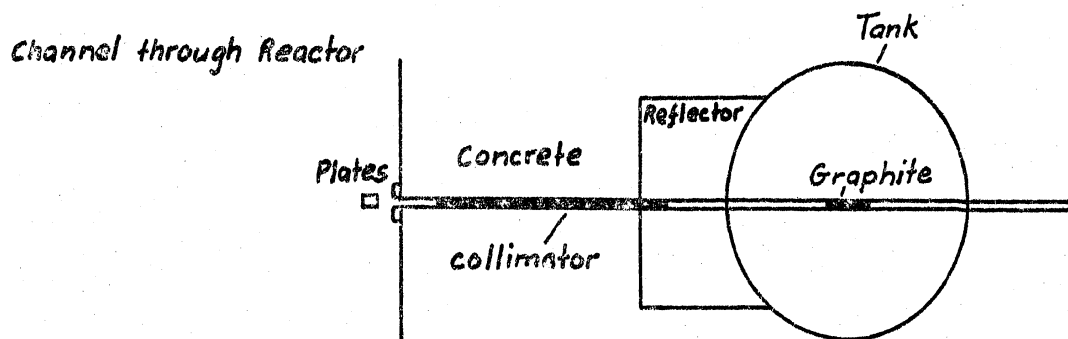 Channel through Reactor
Tank
Reflector
Concrete
Plates
Graphite
collimator